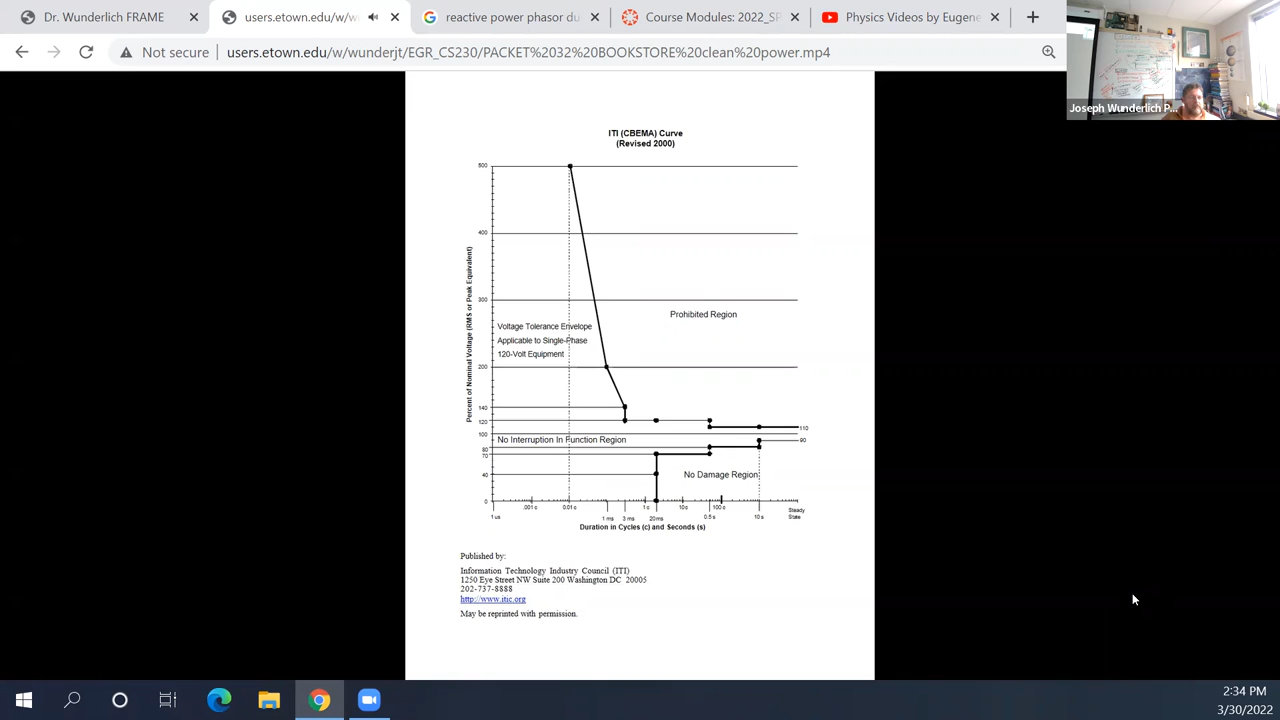 Dr. Wunderlich FRAME
users.etown.edu/w/w
reactive power phasor du
Course Modules: 2022_SP
Physics Videos by Eugene
Not secure
users.etown.edu/w/wunderjt/EGR_CS230/PACKET%2032%20BOOKSTORE%20clean%20power.mp4
Joseph Wunderlich P...
ITI (CBEMA) Curve
(Revised 2000)
Percent of Nominal Voltage (RMS or Peak Equivalent)
500
400
300
200
140
120
100
80
70
40
0
Prohibited Region
Voltage Tolerance Envelope
Applicable to Single-Phase
120-Volt Equipment
110
No Interruption In Function Region
90
No Damage Region
.001 c
0.01 c
1 c
10c
100c
Steady
State
1 us
1 ms
3 ms
20ms
0.5 s
10 s
Duration in Cycles (c) and Seconds (s)
Published by:
Information Technology Industry Council (ITI)
1250 Eye Street NW Suite 200 Washington DC 20005
202-737-8888
http://www.itic.org
May be reprinted with permission.
2:34 PM
3/30/2022